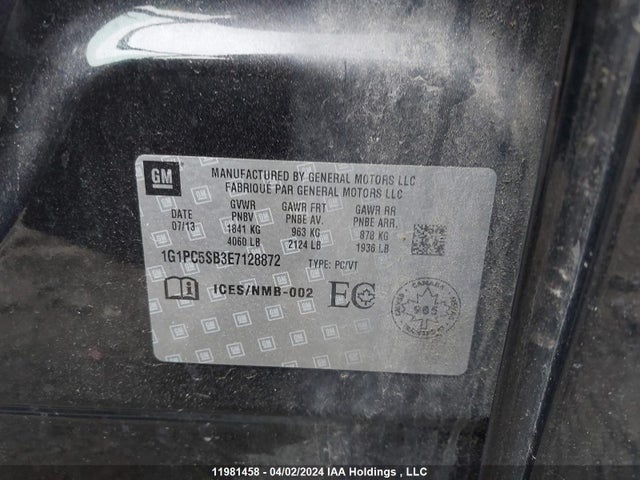 GM
MANUFACTURED BY GENERAL MOTORS LLC
FABRIQUÉ PAR GENERAL MOTORS LLC
GVWR GAWR FRT GAWR RR
DATE PNBV PNBE AV. PNBE ARR.
07/13 1841 KG 963 KG 878 KG
4060 LB 2124 LB 1936 LB
1G1PC5SB3E7128872 TYPE: PC/VT
ICES/NMB-002 EC
CANADA
11981458 - 04/02/2024 IAA Holdings , LLC